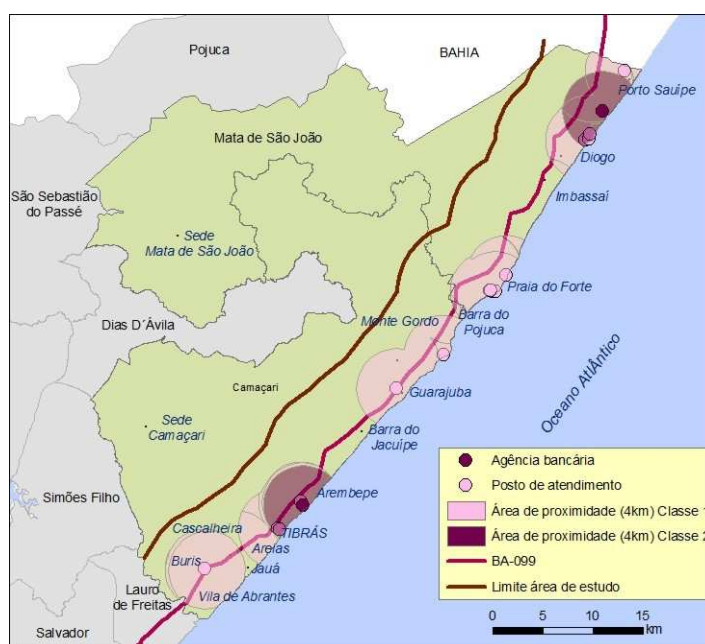 Pojuca
BAHIA
Porto Sauípe
Mata de São João
Diogo
São Sebastião
do Passé
Imbassaí
Sede
Mata de São João
Praia do Forte
Dias D´Ávila
Monte Gordo
Barra do
Pojuca
Oceano Atlântico
Camaçari
Guarajuba
Sede
Camaçari
Barra do
Jacuípe
Agência bancária
Simões Filho
Arembepe
Posto de atendimento
Cascalheira
TIBRÁS
Área de proximidade (4km) Classe 1
Areias
Área de proximidade (4km) Classe 2
Buris
Jauá
BA-099
Lauro
de Freitas
Vila de Abrantes
Limite área de estudo
Salvador
0 5 10 15
km